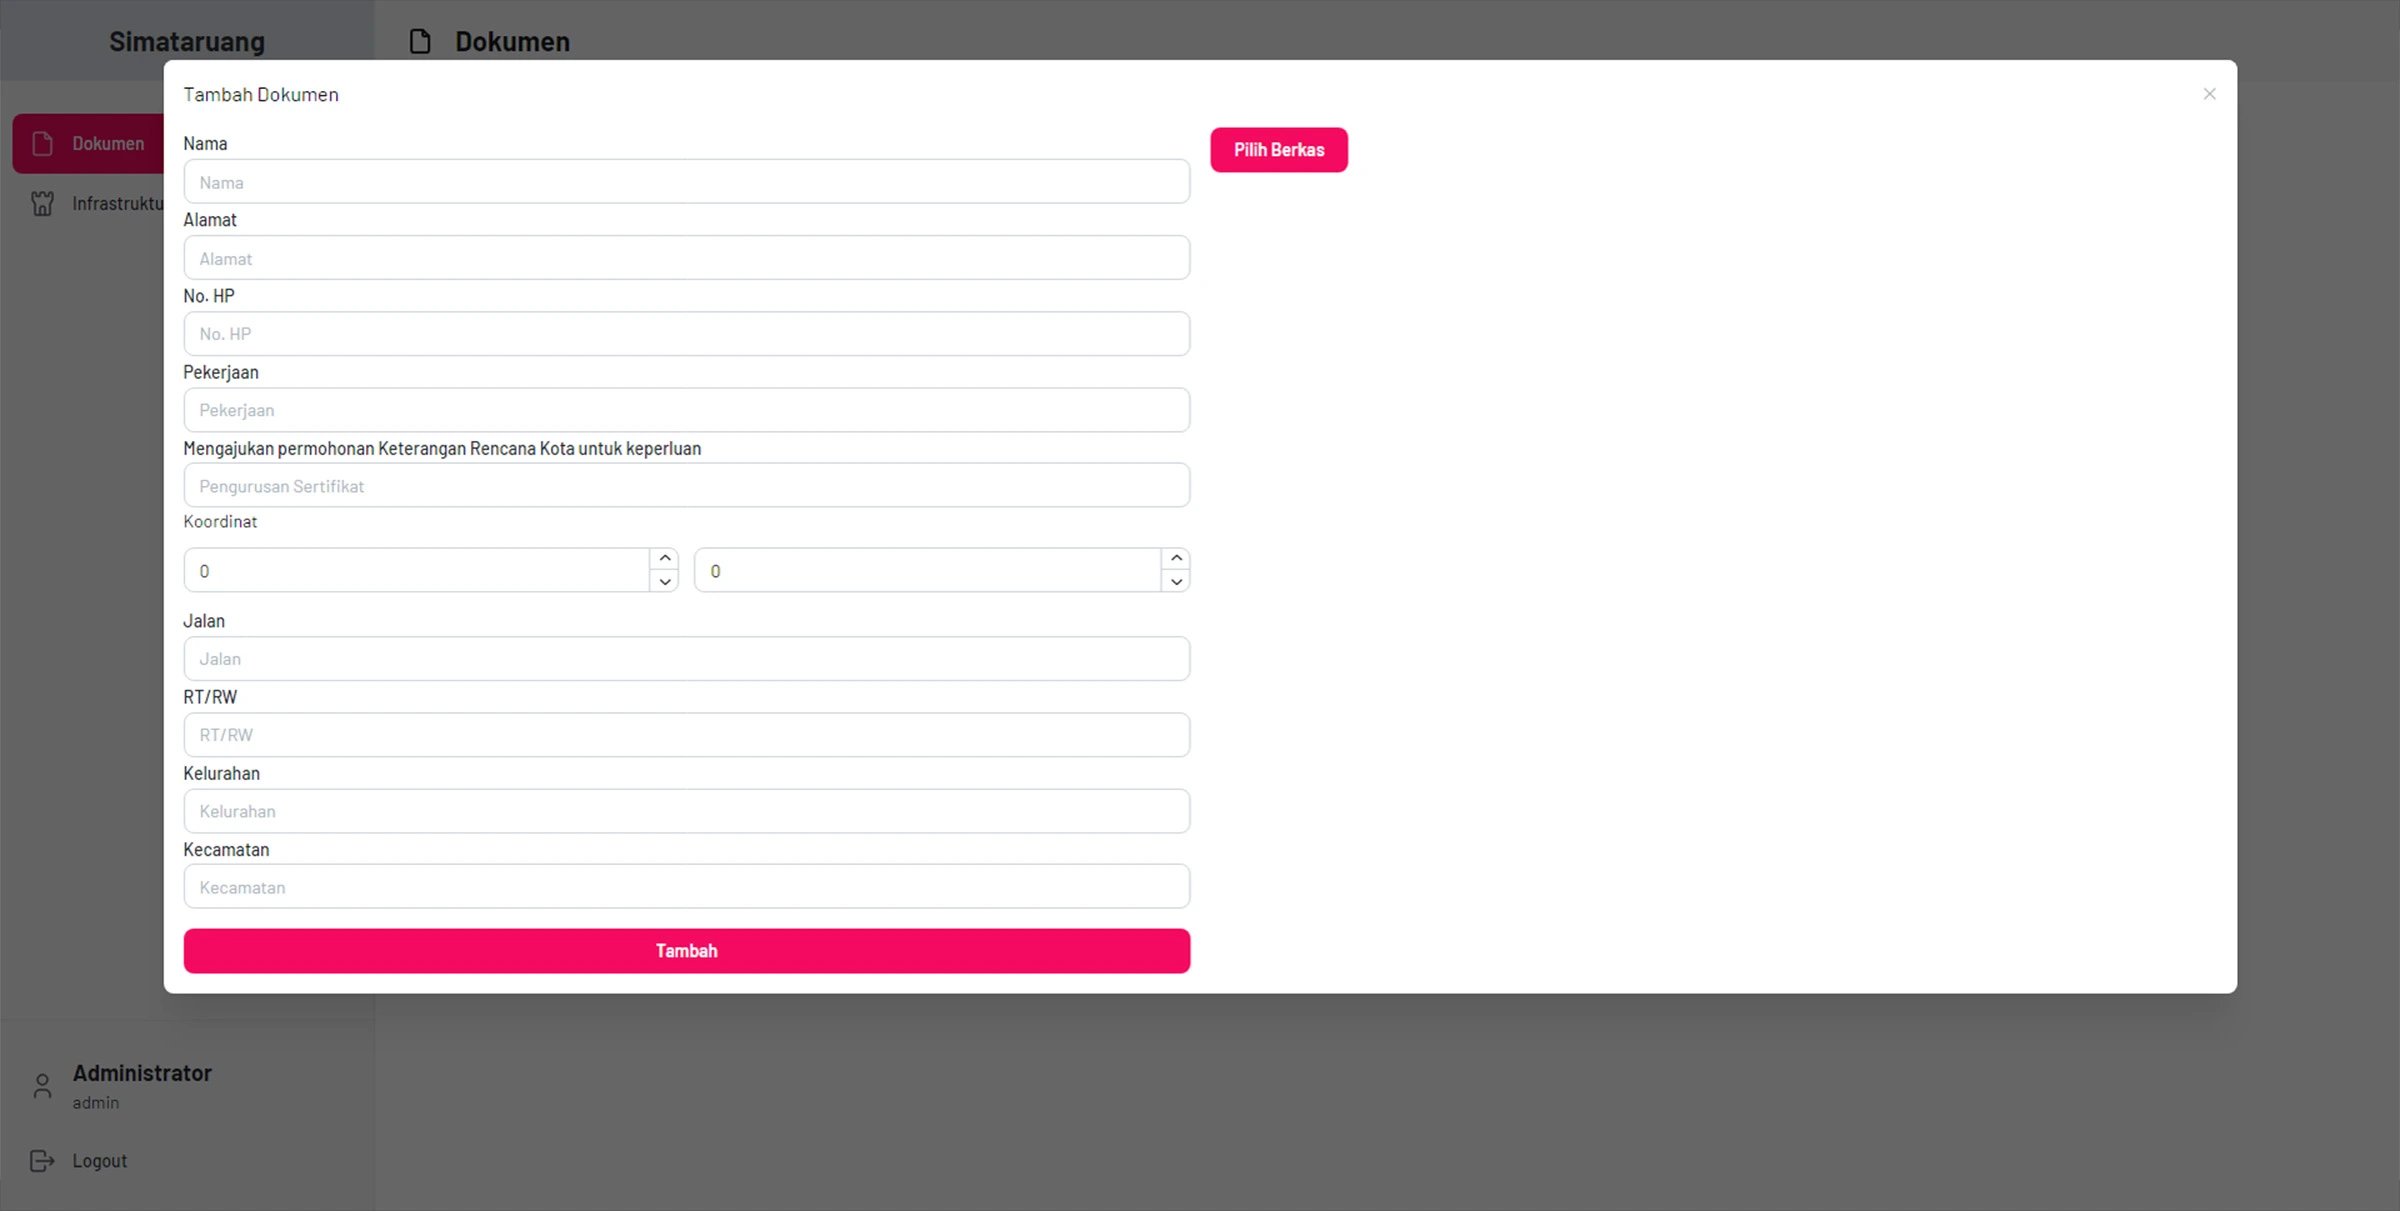 Simataruang
Dokumen
Tambah Dokumen
Dokumen
Infrastruktu
Nama
Nama
Pilih Berkas
Alamat
Alamat
No. HP
No. HP
Pekerjaan
Pekerjaan
Mengajukan permohonan Keterangan Rencana Kota untuk keperluan
Pengurusan Sertifikat
Koordinat
0
0
Jalan
Jalan
RT/RW
RT/RW
Kelurahan
Kelurahan
Kecamatan
Kecamatan
Tambah
Administrator
admin
Logout